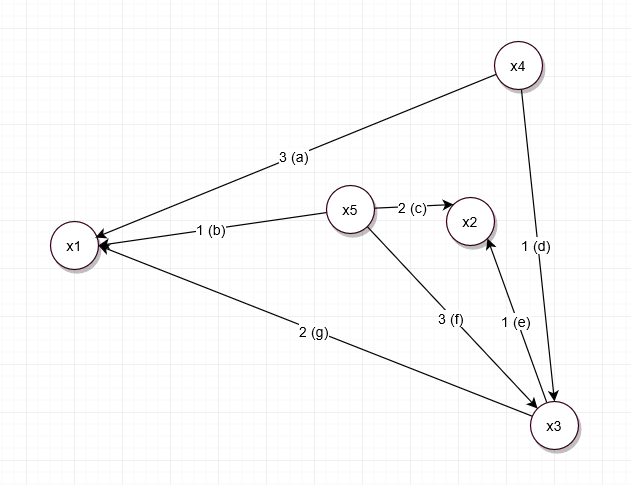 x4
3 (a)
x5
2 (c)
x2
1 (b)
x1
1 (d)
3 (f)
1 (e)
2 (g)
x3